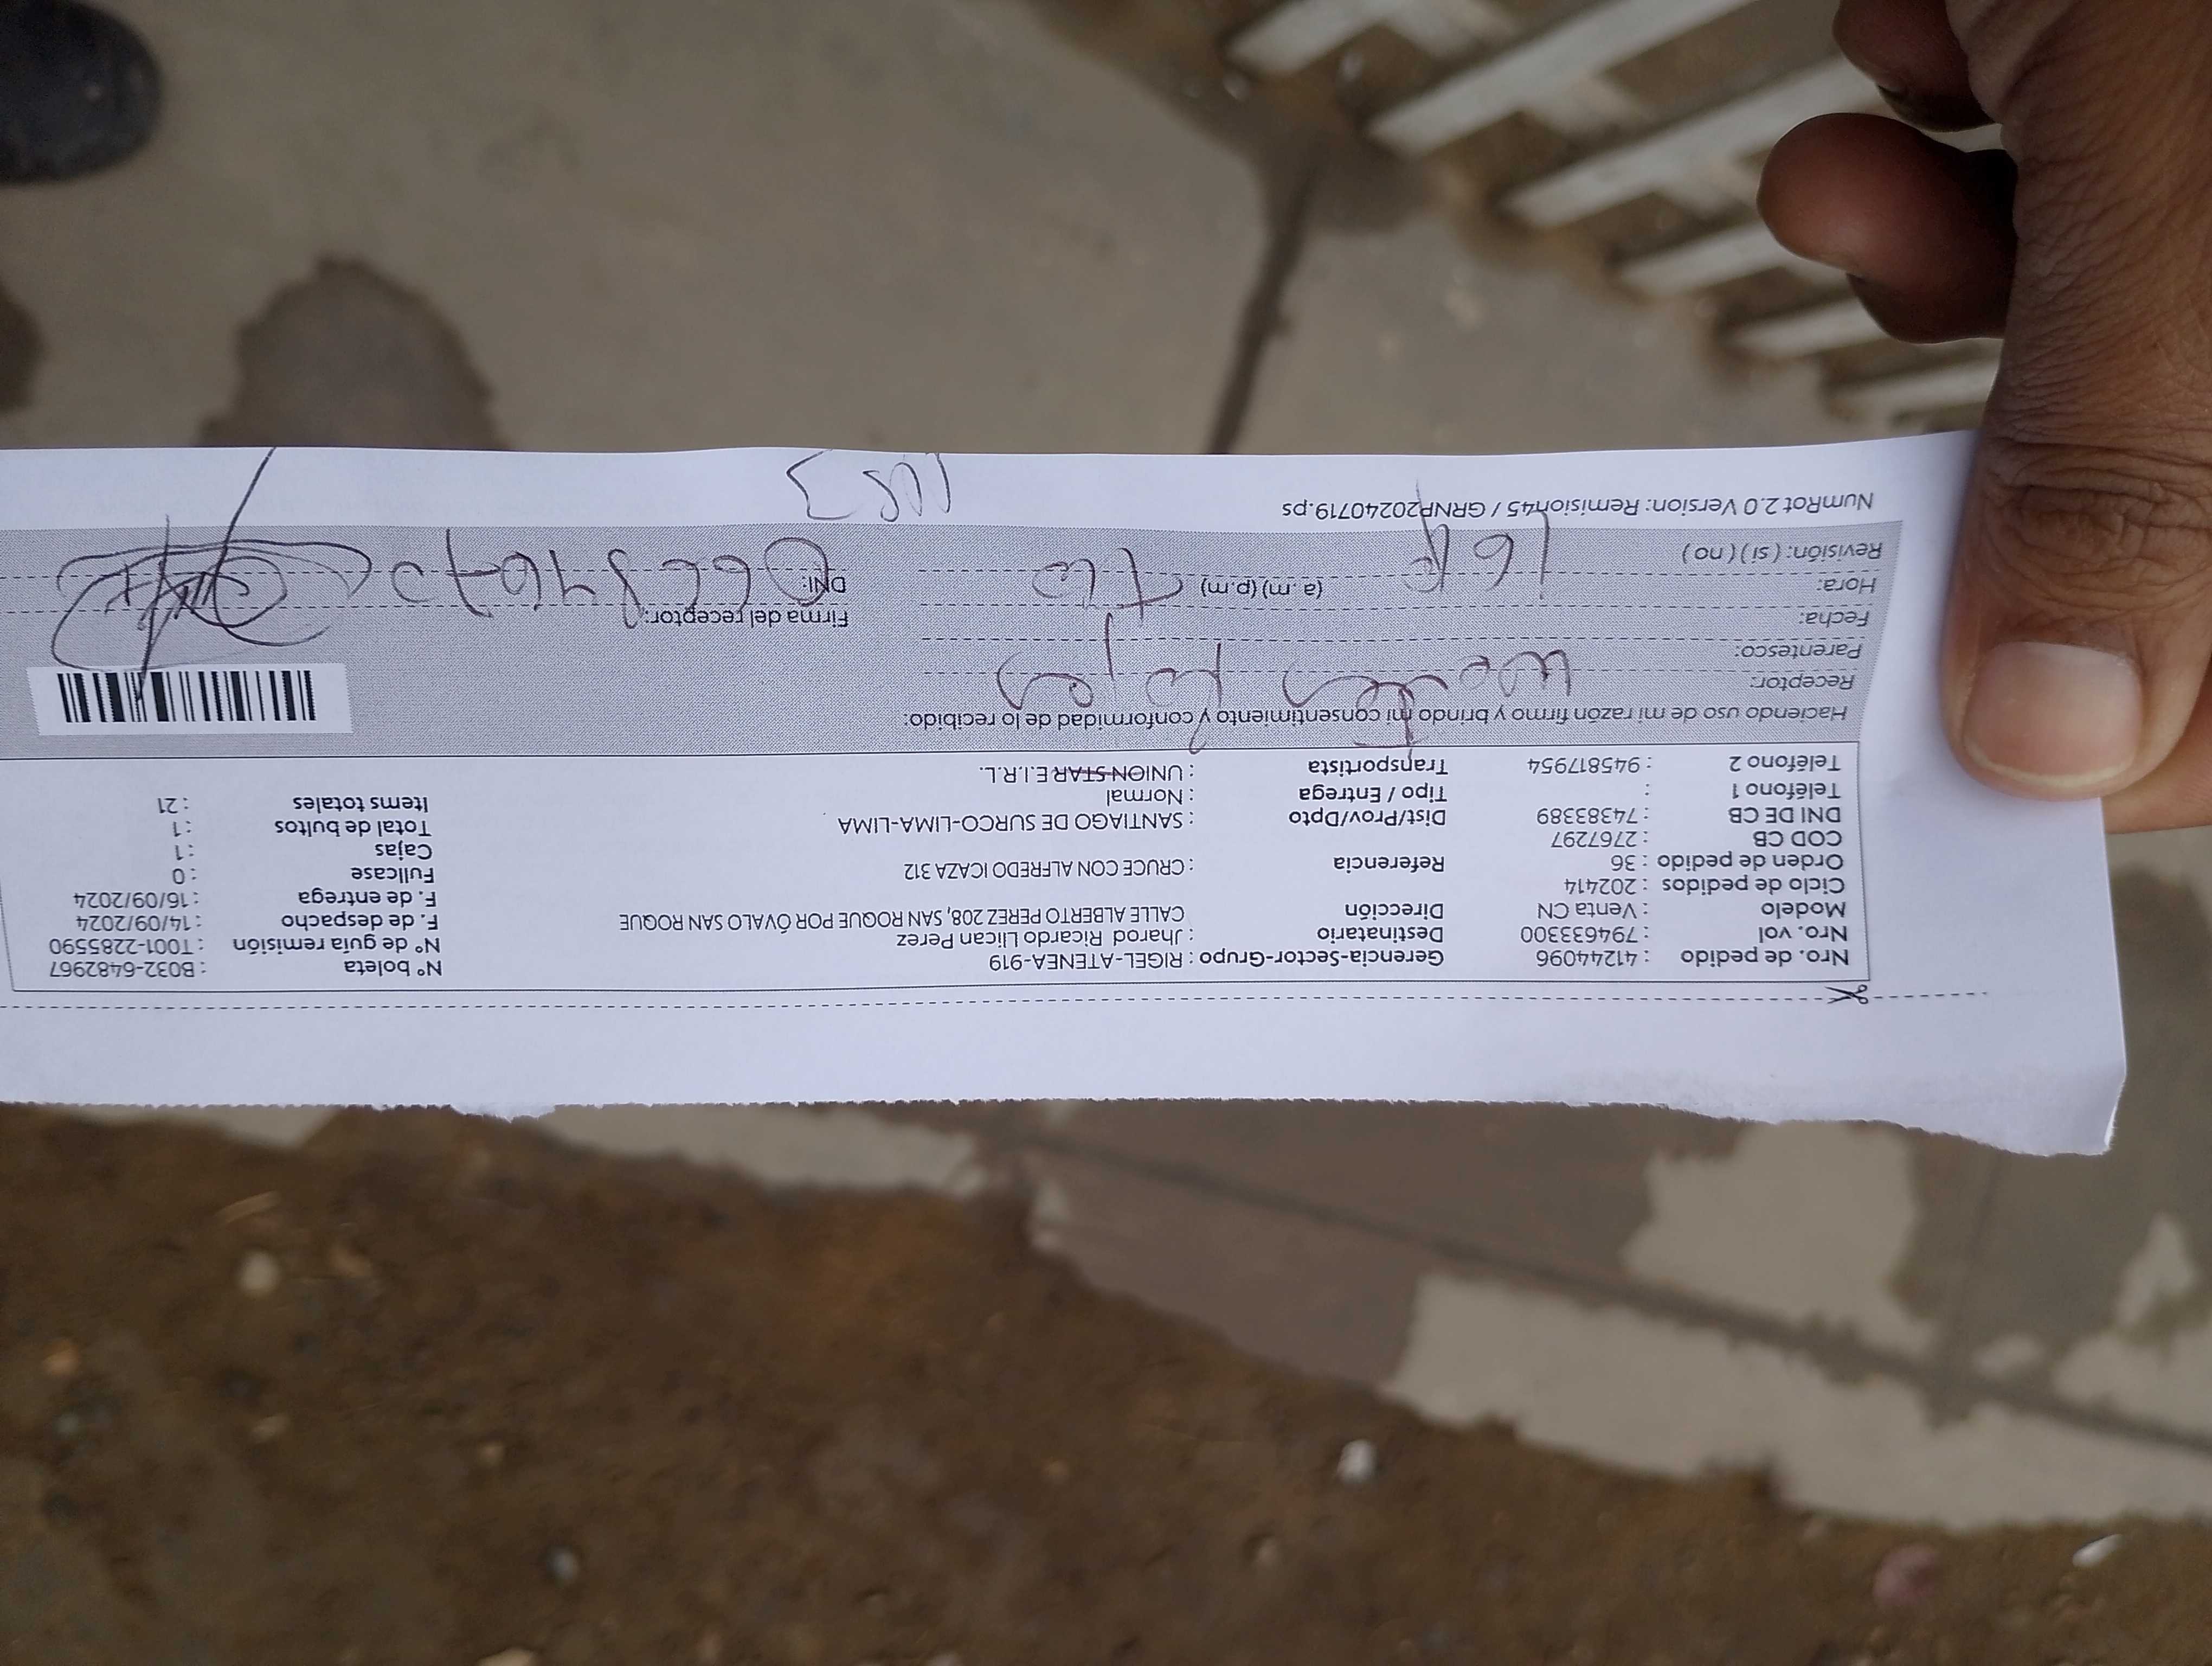 Nro. de pedido : 41244096 Gerencia-Sector-Grupo : RIGEL-ATENEA-919 N° boleta : B032-6482967
Nro. vol : 794633300 Destinatario : Jharod Ricardo Llican Perez N° de guía remisión : T001-2285590
Modelo : Venta CN Dirección CALLE ALBERTO PEREZ 208, SAN ROQUE POR ÓVALO SAN ROQUE F. de despacho : 14/09/2024
Ciclo de pedidos : 202414 F. de entrega : 16/09/2024
Orden de pedido : 36 Referencia : CRUCE CON ALFREDO ICAZA 312 Fullcase : 0
COD CB : 2767297 Cajas : 1
DNI DE CB : 74383389 Dist/Prov/Dpto : SANTIAGO DE SURCO-LIMA-LIMA Total de bultos : 1
Teléfono 1 : Tipo / Entrega : Normal Items totales : 21
Teléfono 2 : 945817954 Transportista : UNION STAR E.I.R.L.
Haciendo uso de mi razón firmo y brindo mi consentimiento y conformidad de lo recibido:
Receptor:
Parentesco:
Fecha: Firma del receptor:
Hora: (a. m) (p. m) DNI:
Revisión: ( si ) ( no )
NumRot 2.0 Version: Remision45 / GRNP20240719.ps